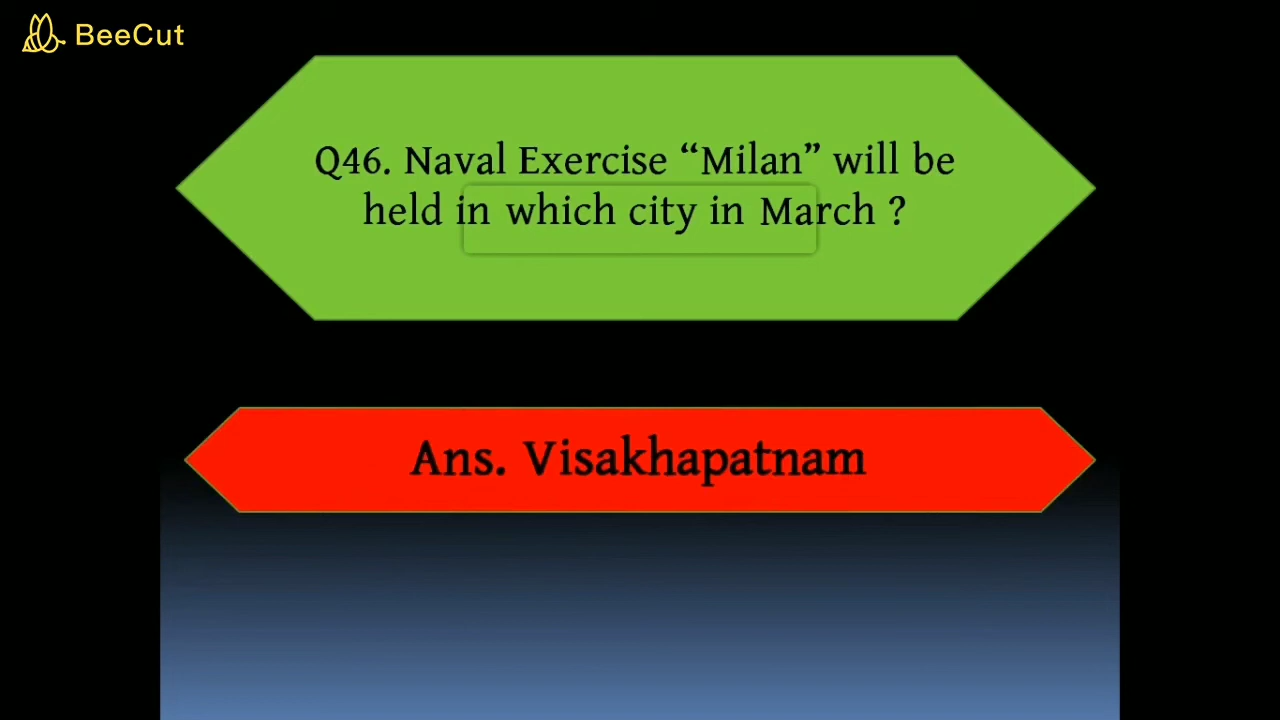 BeeCut
Q46. Naval Exercise “Milan” will be
held in which city in March ?
Ans. Visakhapatnam